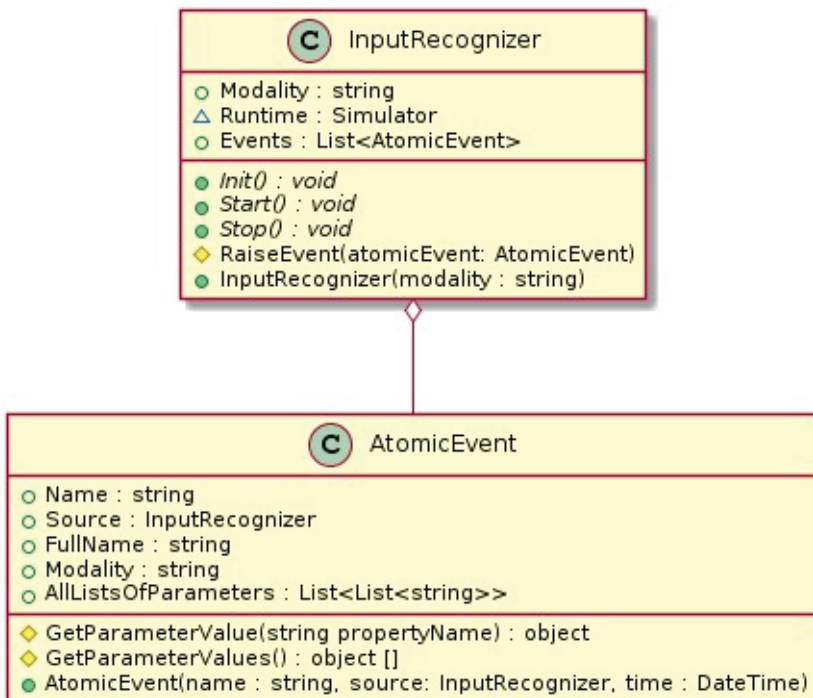 C InputRecognizer
Modality : string
Runtime : Simulator
Events : List<AtomicEvent>
Init() : void
Start() : void
Stop() : void
RaiseEvent(atomicEvent: AtomicEvent)
InputRecognizer(modality : string)
C AtomicEvent
Name : string
Source : InputRecognizer
FullName : string
Modality : string
AllListsOfParameters : List<List<string>>
GetParameterValue(string propertyName) : object
GetParameterValues() : object []
AtomicEvent(name : string, source: InputRecognizer, time : DateTime)